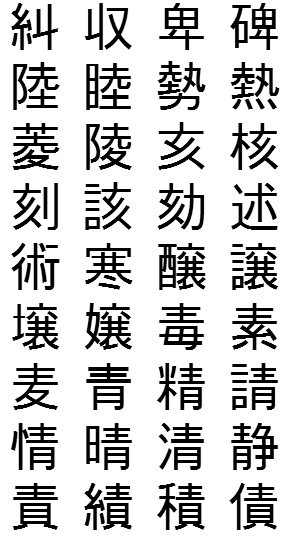 糾 収 卑 碑
陸 睦 勢 熱
菱 陵 亥 核
刻 該 劾 述
術 寒 醸 譲
壌 嬢 毒 素
麦 青 精 請
情 晴 清 静
責 績 積 債